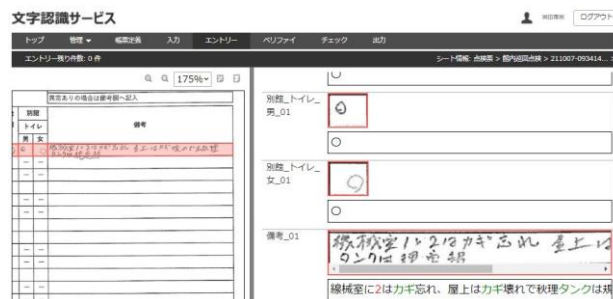 文字認識サービス
ログアウト
トップ 管理 帳票定義 入力 エントリー ベリファイ チェック 出力
エントリー残り件数: 0 件
シート情報: 点検票 > 館内巡回点検 > 211007-093414...
175%
異常ありの場合は備考欄へ記入
別館
トイレ
備考
男 女
別館_トイレ_男_01
○
別館_トイレ_女_01
○
備考_01
機械室1、2はカギ忘れ 屋上は
タンクは
線械室に2はカギ忘れ、屋上はカギ壊れで秋理タンクは規